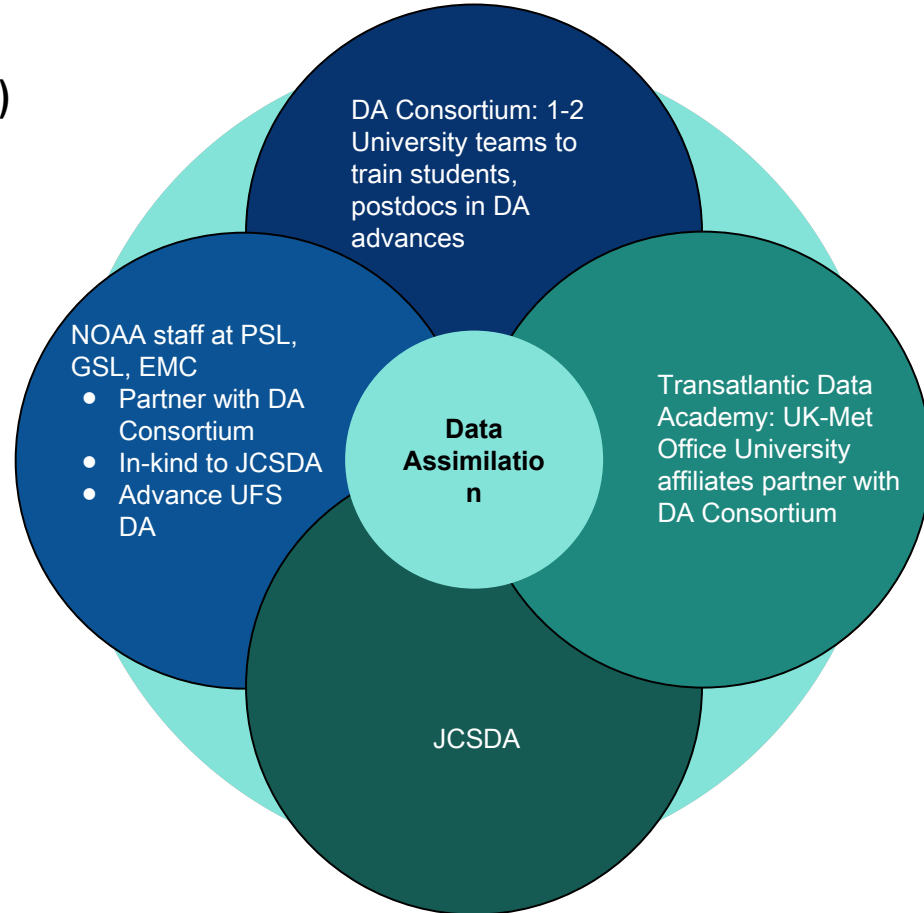 )
DA Consortium: 1-2
University teams to
train students,
postdocs in DA
advances
NOAA staff at PSL,
GSL, EMC
● Partner with DA
Consortium
● In-kind to JCSDA
● Advance UFS
DA
Data
Assimilatio
n
Transatlantic Data
Academy: UK-Met
Office University
affiliates partner with
DA Consortium
JCSDA